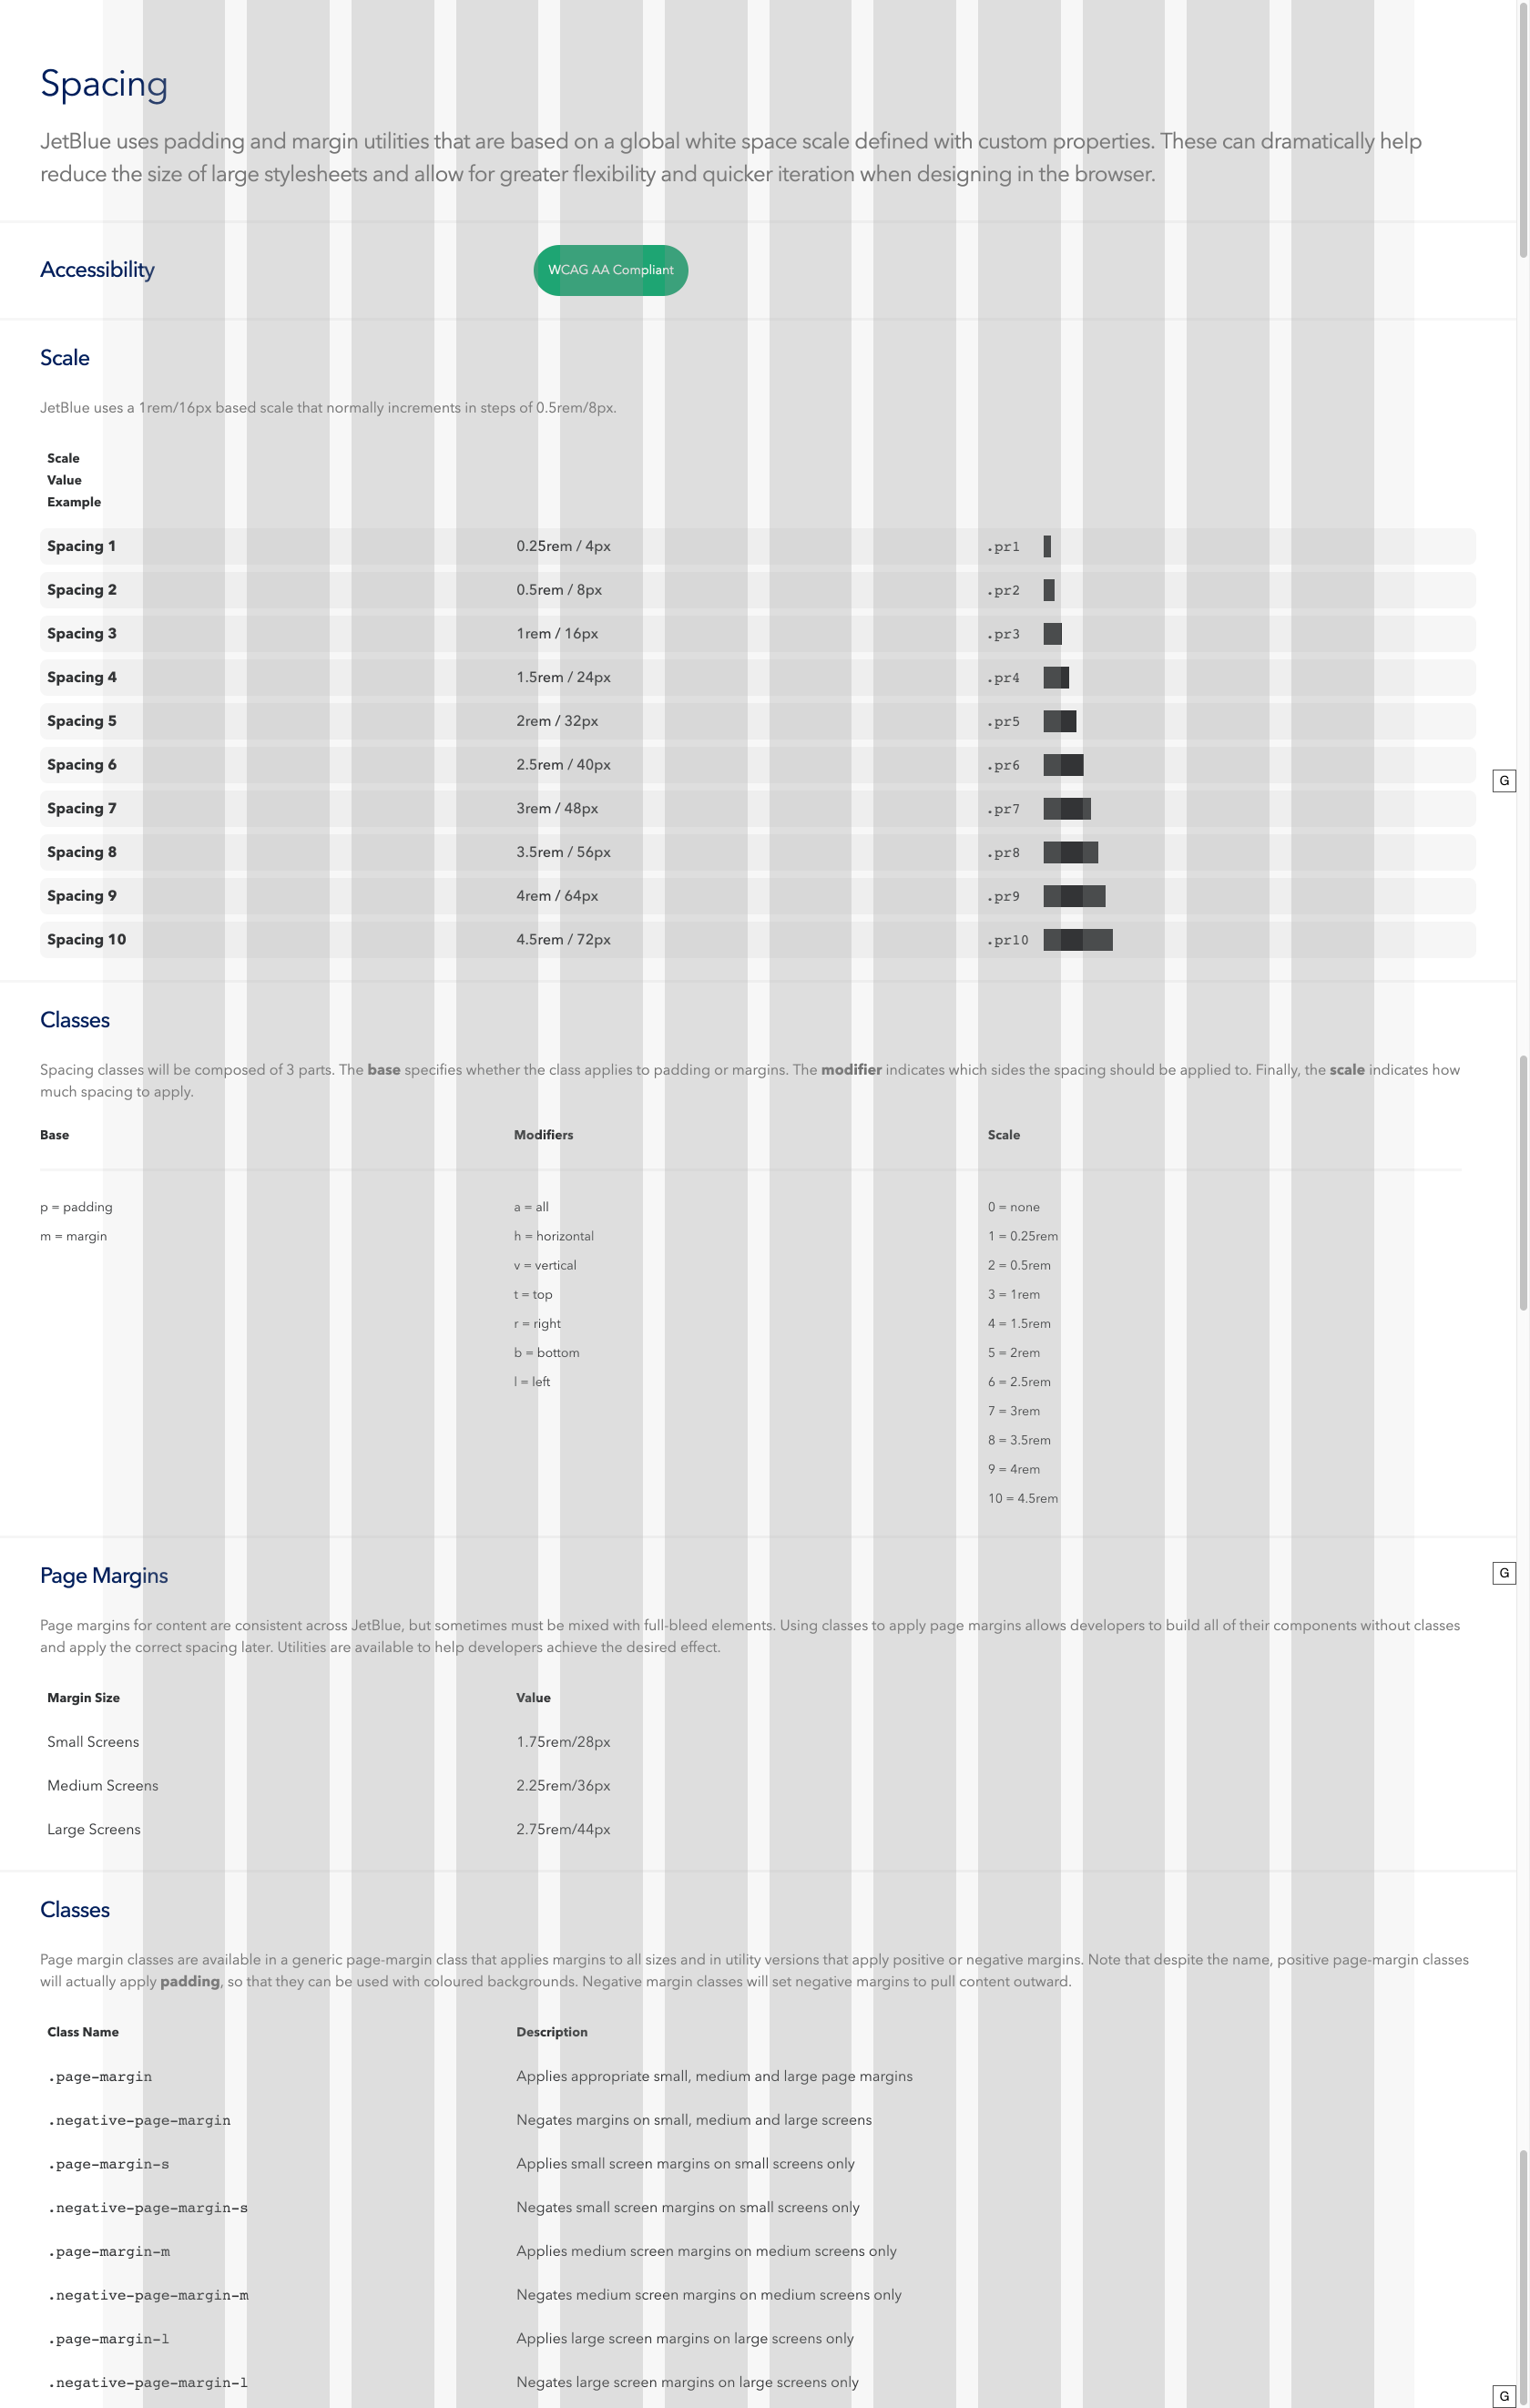 Spacing
JetBlue uses padding and margin utilities that are based on a global white space scale defined with custom properties. These can dramatically help
reduce the size of large stylesheets and allow for greater flexibility and quicker iteration when designing in the browser.
Accessibility WCAG AA Compliant
Scale
JetBlue uses a 1rem/16px based scale that normally increments in steps of 0.5rem/8px.
Scale
Value
Example
Spacing 1 0.25rem / 4px .pr1
Spacing 2 0.5rem / 8px .pr2
Spacing 3 1rem / 16px .pr3
Spacing 4 1.5rem / 24px .pr4
Spacing 5 2rem / 32px .pr5
Spacing 6 2.5rem / 40px .pr6
G
Spacing 7 3rem / 48px .pr7
Spacing 8 3.5rem / 56px .pr8
Spacing 9 4rem / 64px .pr9
Spacing 10 4.5rem / 72px .pr10
Classes
Spacing classes will be composed of 3 parts. The base specifies whether the class applies to padding or margins. The modifier indicates which sides the spacing should be applied to. Finally, the scale indicates how
much spacing to apply.
Base Modifiers Scale
p = padding a = all 0 = none
m = margin h = horizontal 1 = 0.25rem
v = vertical 2 = 0.5rem
t = top 3 = 1rem
r = right 4 = 1.5rem
b = bottom 5 = 2rem
l = left 6 = 2.5rem
7 = 3rem
8 = 3.5rem
9 = 4rem
10 = 4.5rem
Page Margins G
Page margins for content are consistent across JetBlue, but sometimes must be mixed with full-bleed elements. Using classes to apply page margins allows developers to build all of their components without classes
and apply the correct spacing later. Utilities are available to help developers achieve the desired effect.
Margin Size Value
Small Screens 1.75rem/28px
Medium Screens 2.25rem/36px
Large Screens 2.75rem/44px
Classes
Page margin classes are available in a generic page-margin class that applies margins to all sizes and in utility versions that apply positive or negative margins. Note that despite the name, positive page-margin classes
will actually apply padding, so that they can be used with coloured backgrounds. Negative margin classes will set negative margins to pull content outward.
Class Name Description
.page-margin Applies appropriate small, medium and large page margins
.negative-page-margin Negates margins on small, medium and large screens
.page-margin-s Applies small screen margins on small screens only
.negative-page-margin-s Negates small screen margins on small screens only
.page-margin-m Applies medium screen margins on medium screens only
.negative-page-margin-m Negates medium screen margins on medium screens only
.page-margin-l Applies large screen margins on large screens only
.negative-page-margin-l Negates large screen margins on large screens only
G